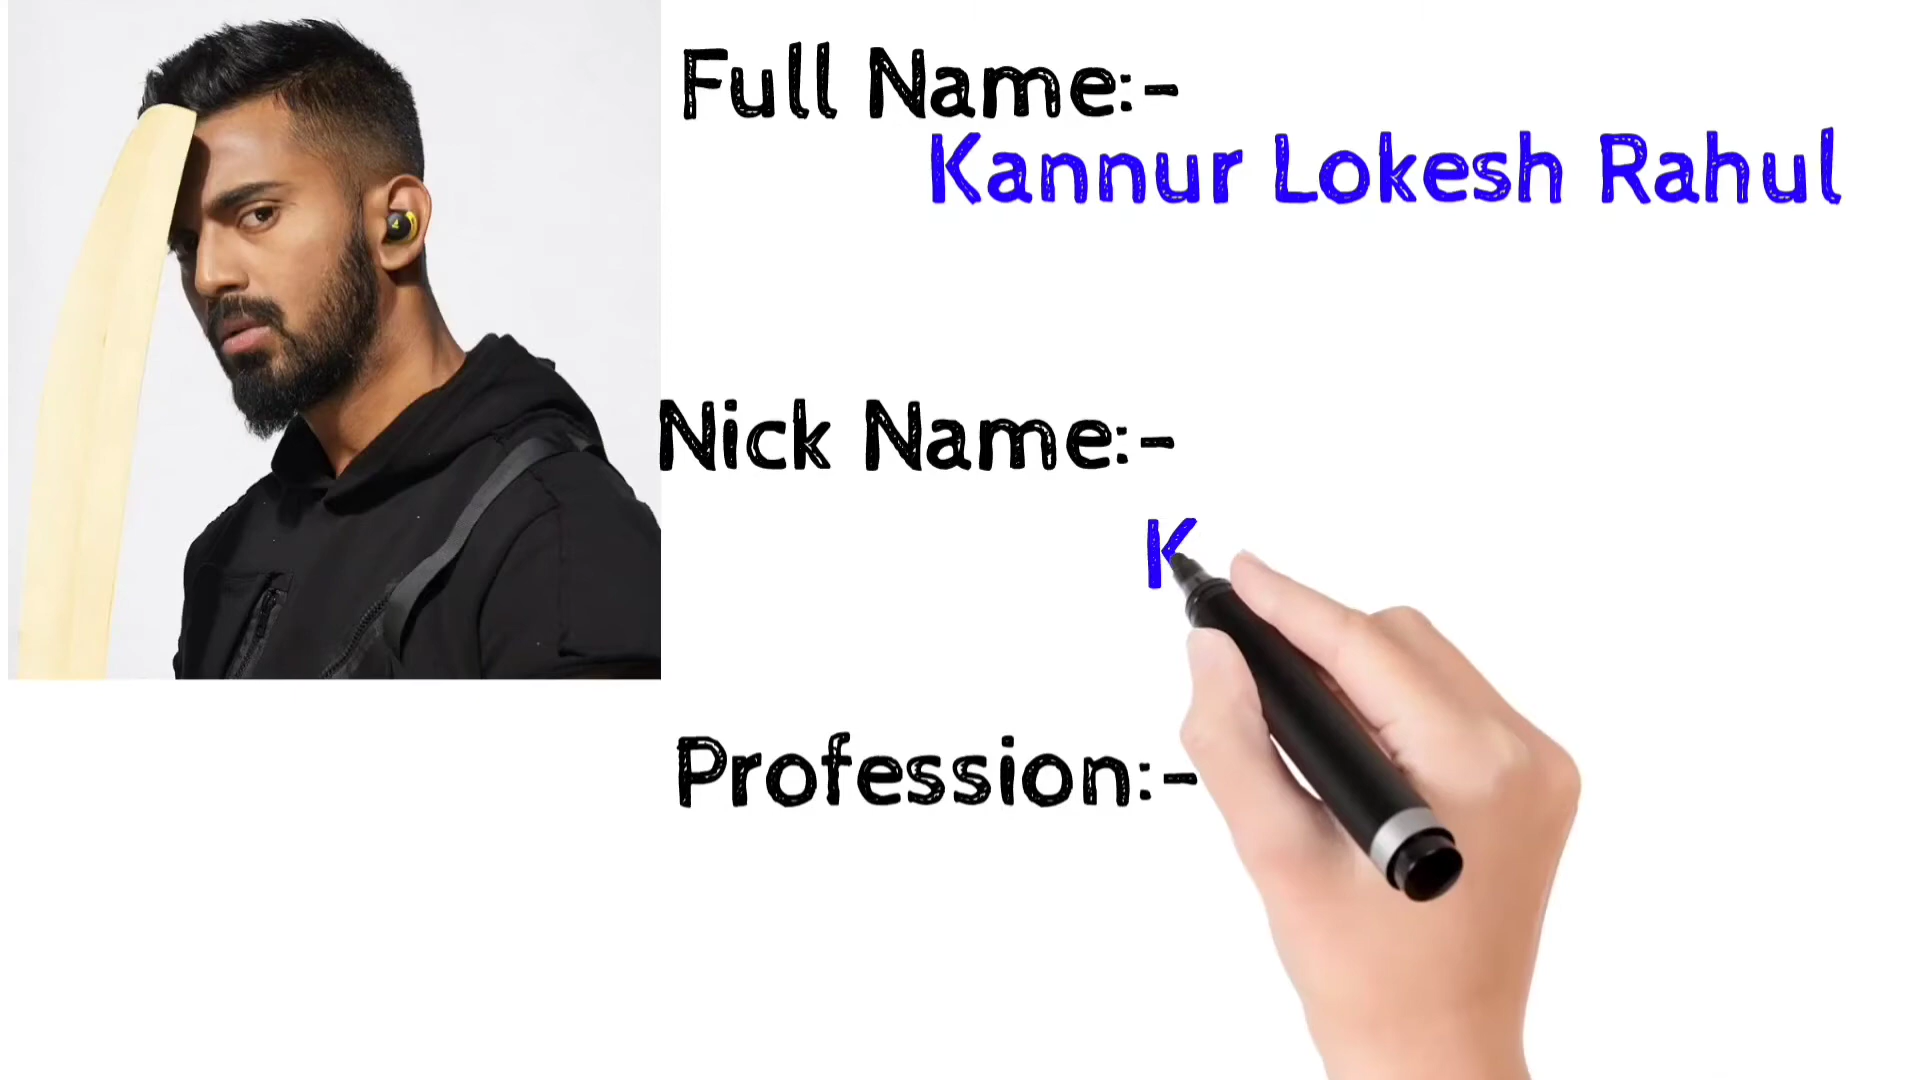 Full Name:-
Kannur Lokesh Rahul
Nick Name:-
K
Profession:-